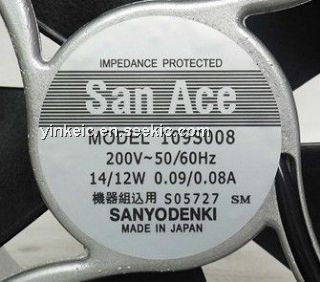 IMPEDANCE PROTECTED
San Ace
yinkeic.en.seekic.com
MODEL 109S008
200V~50/60Hz
14/12W 0.09/0.08A
機器組込用 S05727 SM
SANYODENKI
MADE IN JAPAN